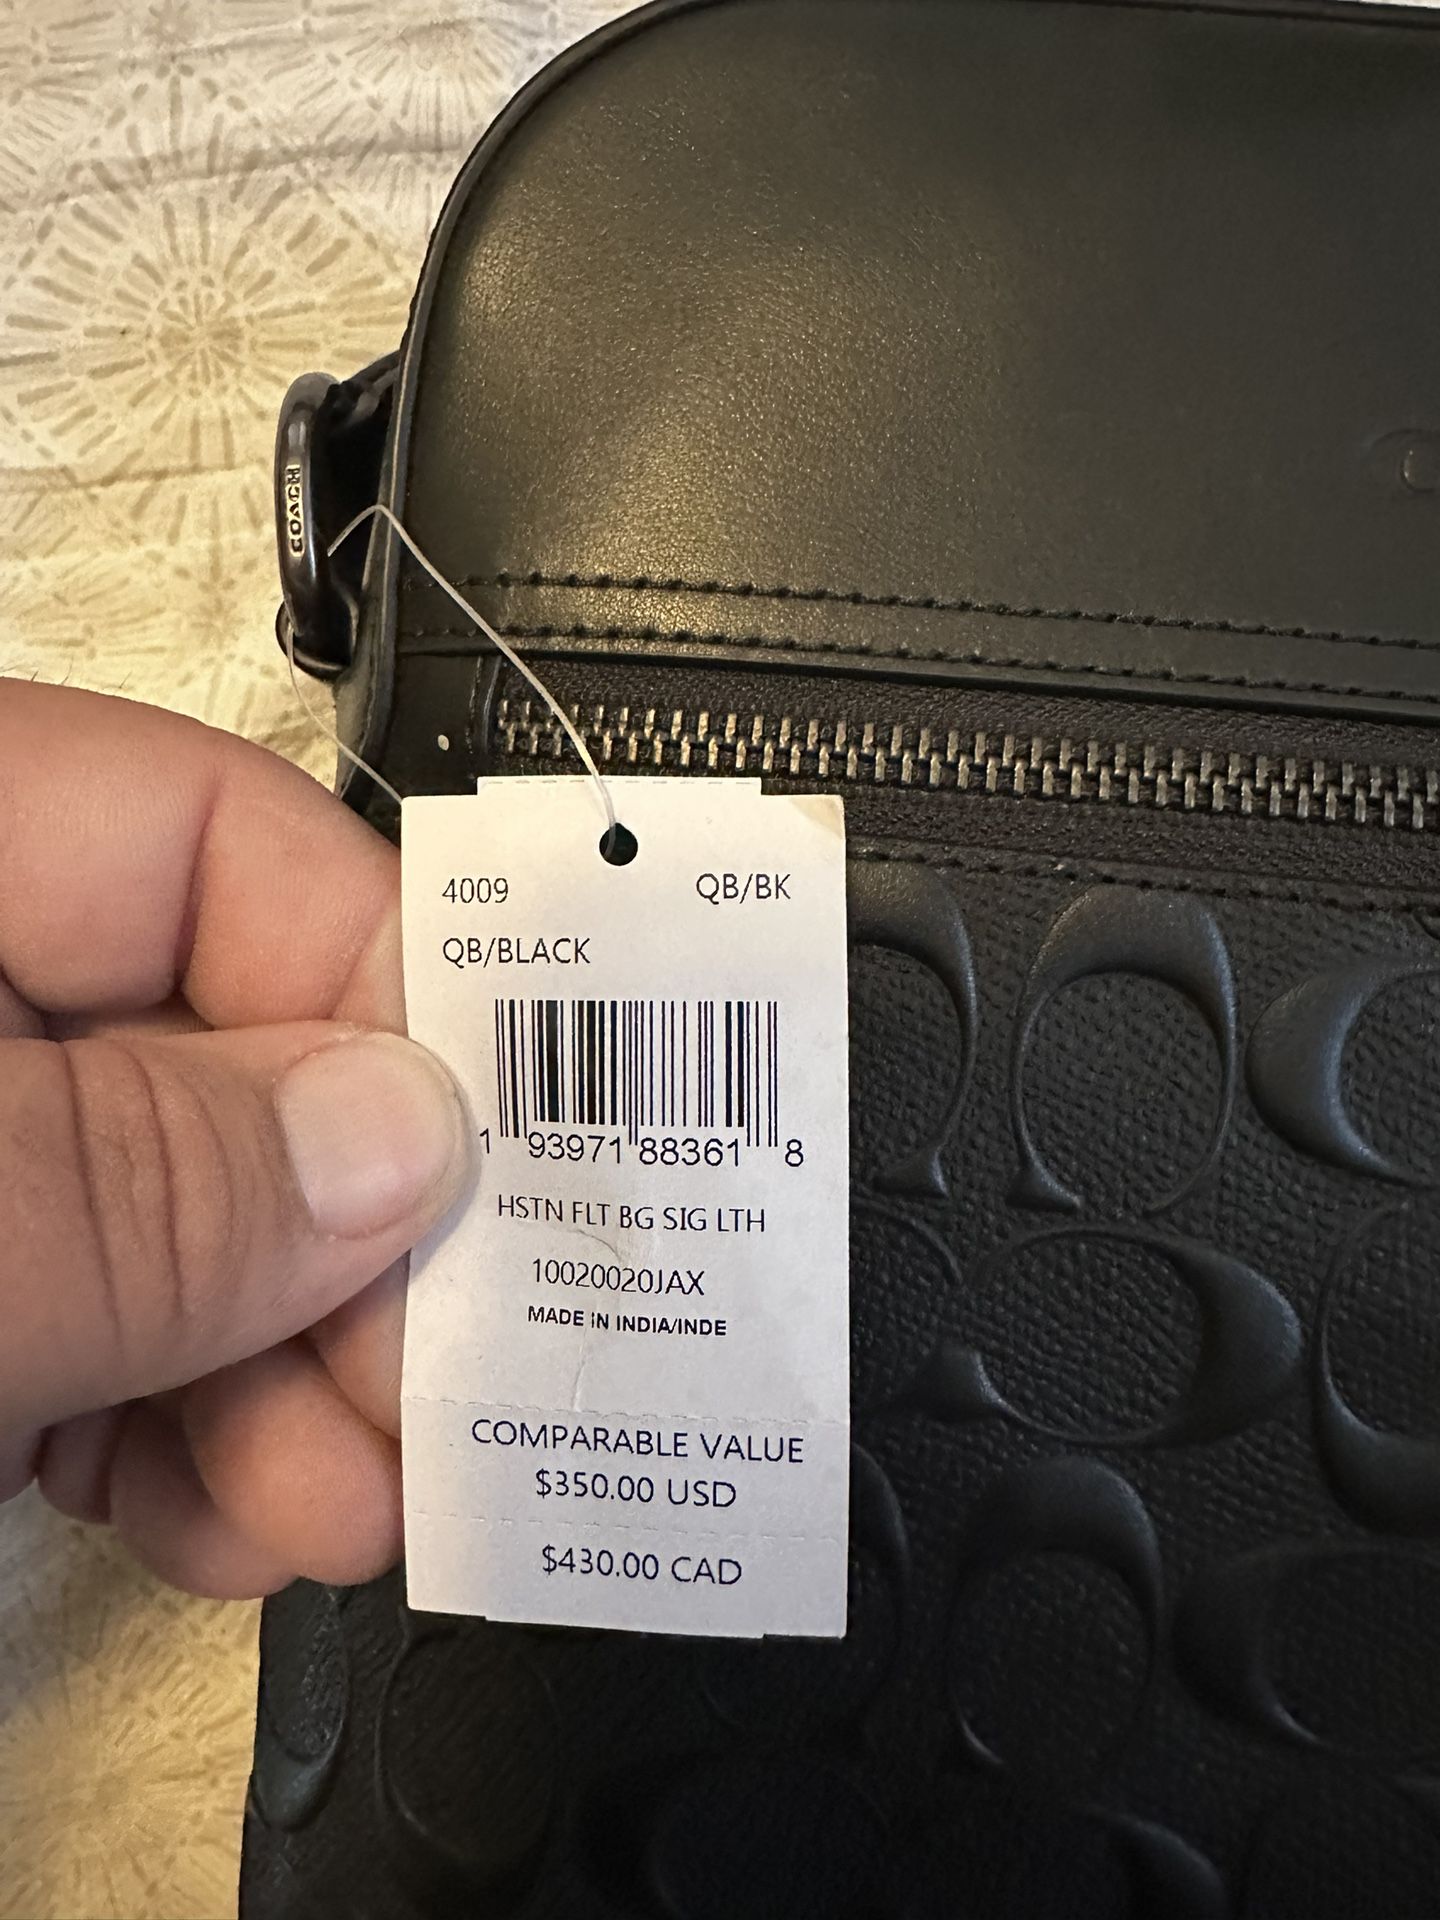 COACH
4009 QB/BK
QB/BLACK
1 93971 88361 8
HSTN FLT BG SIG LTH
10020020JAX
MADE IN INDIA/INDE
COMPARABLE VALUE
$350.00 USD
$430.00 CAD